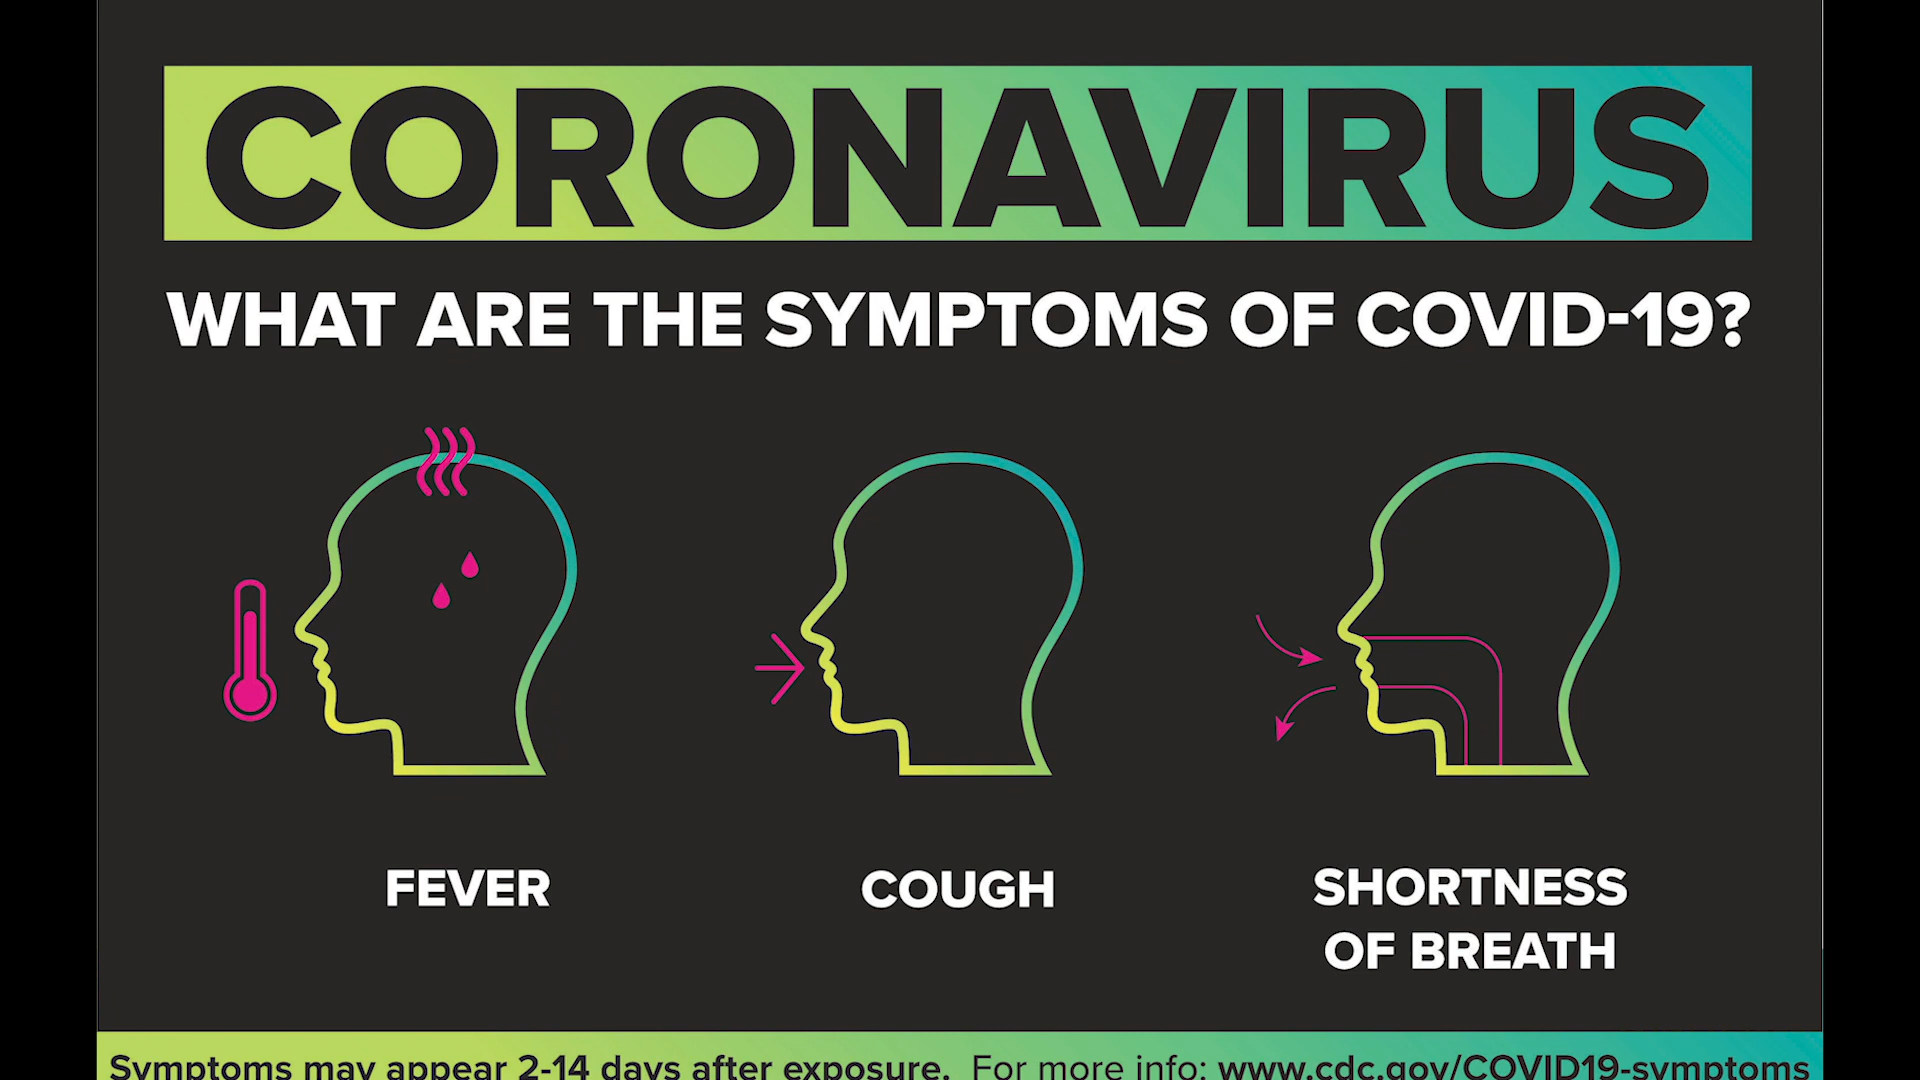 CORONAVIRUS
WHAT ARE THE SYMPTOMS OF COVID-19?
FEVER
COUGH
SHORTNESS
OF BREATH
Symptoms may appear 2-14 days after exposure. For more info: www.cdc.gov/COVID19-symptoms